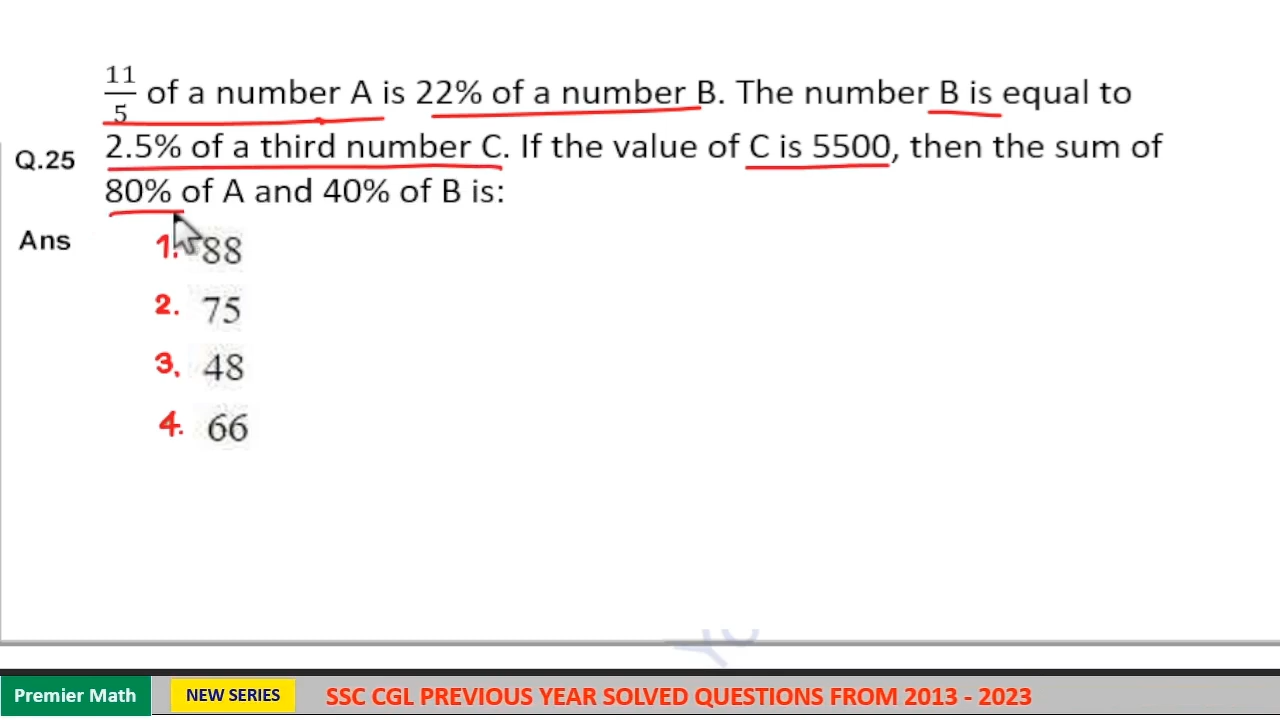 11/5 of a number A is 22% of a number B. The number B is equal to
Q.25 2.5% of a third number C. If the value of C is 5500, then the sum of
80% of A and 40% of B is:
Ans
1. 88
2. 75
3. 48
4. 66
Premier Math NEW SERIES SSC CGL PREVIOUS YEAR SOLVED QUESTIONS FROM 2013 - 2023